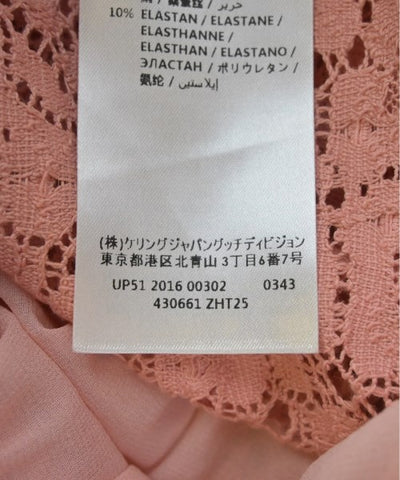 حرير /
10% ELASTAN / ELASTANE /
ELASTHANNE /
ELASTHAN / ELASTANO /
ЭЛАСТАН / ポリウレタン /
氨纶 / إيلاستين
(株)ケリングジャパングッチディビジョン
東京都港区北青山 3丁目6番7号
UP51 2016 00302 0343
430661 ZHT25